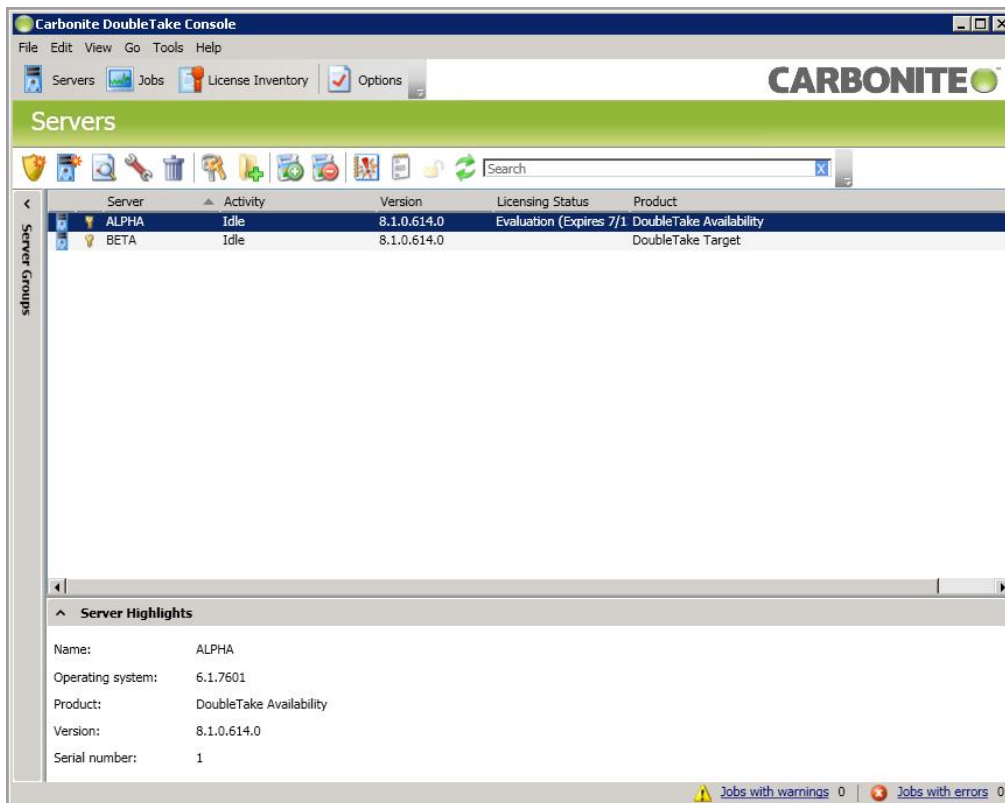 Carbonite DoubleTake Console
File Edit View Go Tools Help
Servers Jobs License Inventory Options
CARBONITE
Servers
Search
Server Activity Version Licensing Status Product
ALPHA Idle 8.1.0.614.0 Evaluation (Expires 7/1 DoubleTake Availability
BETA Idle 8.1.0.614.0 DoubleTake Target
Server Groups
Server Highlights
Name: ALPHA
Operating system: 6.1.7601
Product: DoubleTake Availability
Version: 8.1.0.614.0
Serial number: 1
Jobs with warnings 0 Jobs with errors 0